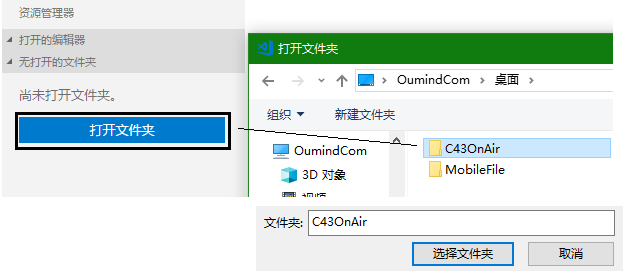 资源管理器
打开的编辑器
无打开的文件夹
尚未打开文件夹。
打开文件夹
打开文件夹
OumindCom
桌面
组织
新建文件夹
OumindCom
3D 对象
视频
C43OnAir
MobileFile
文件夹: C43OnAir
选择文件夹
取消